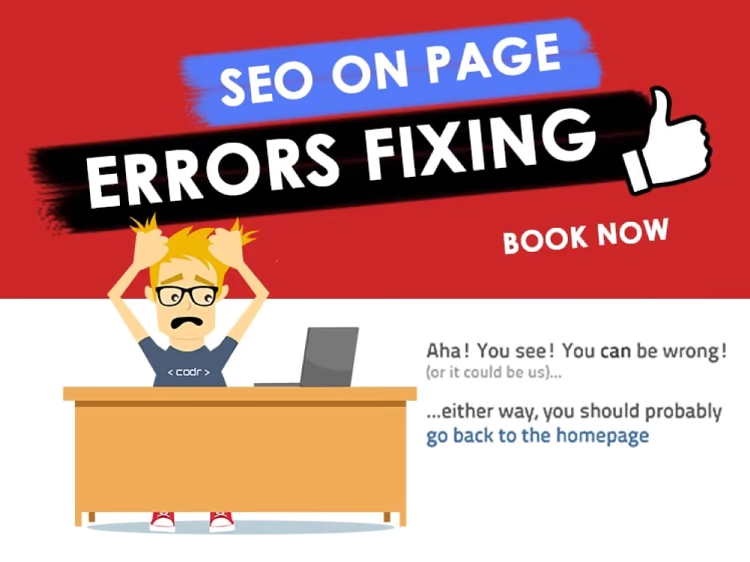 SEO ON PAGE
ERRORS FIXING
BOOK NOW
< codr >
Aha! You see! You can be wrong!
(or it could be us)...
...either way, you should probably
go back to the homepage